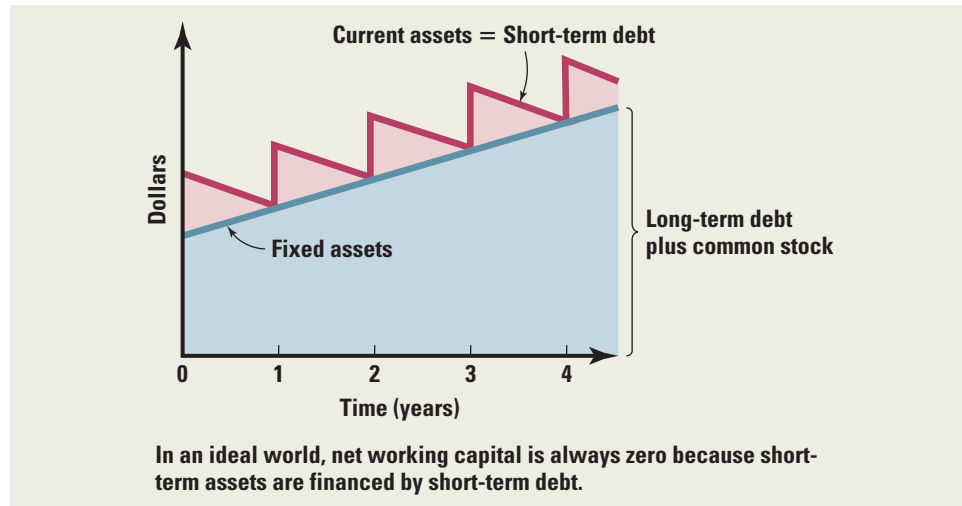 Current assets = Short-term debt
Dollars
Fixed assets
Long-term debt
plus common stock
0 1 2 3 4
Time (years)
In an ideal world, net working capital is always zero because short-
term assets are financed by short-term debt.